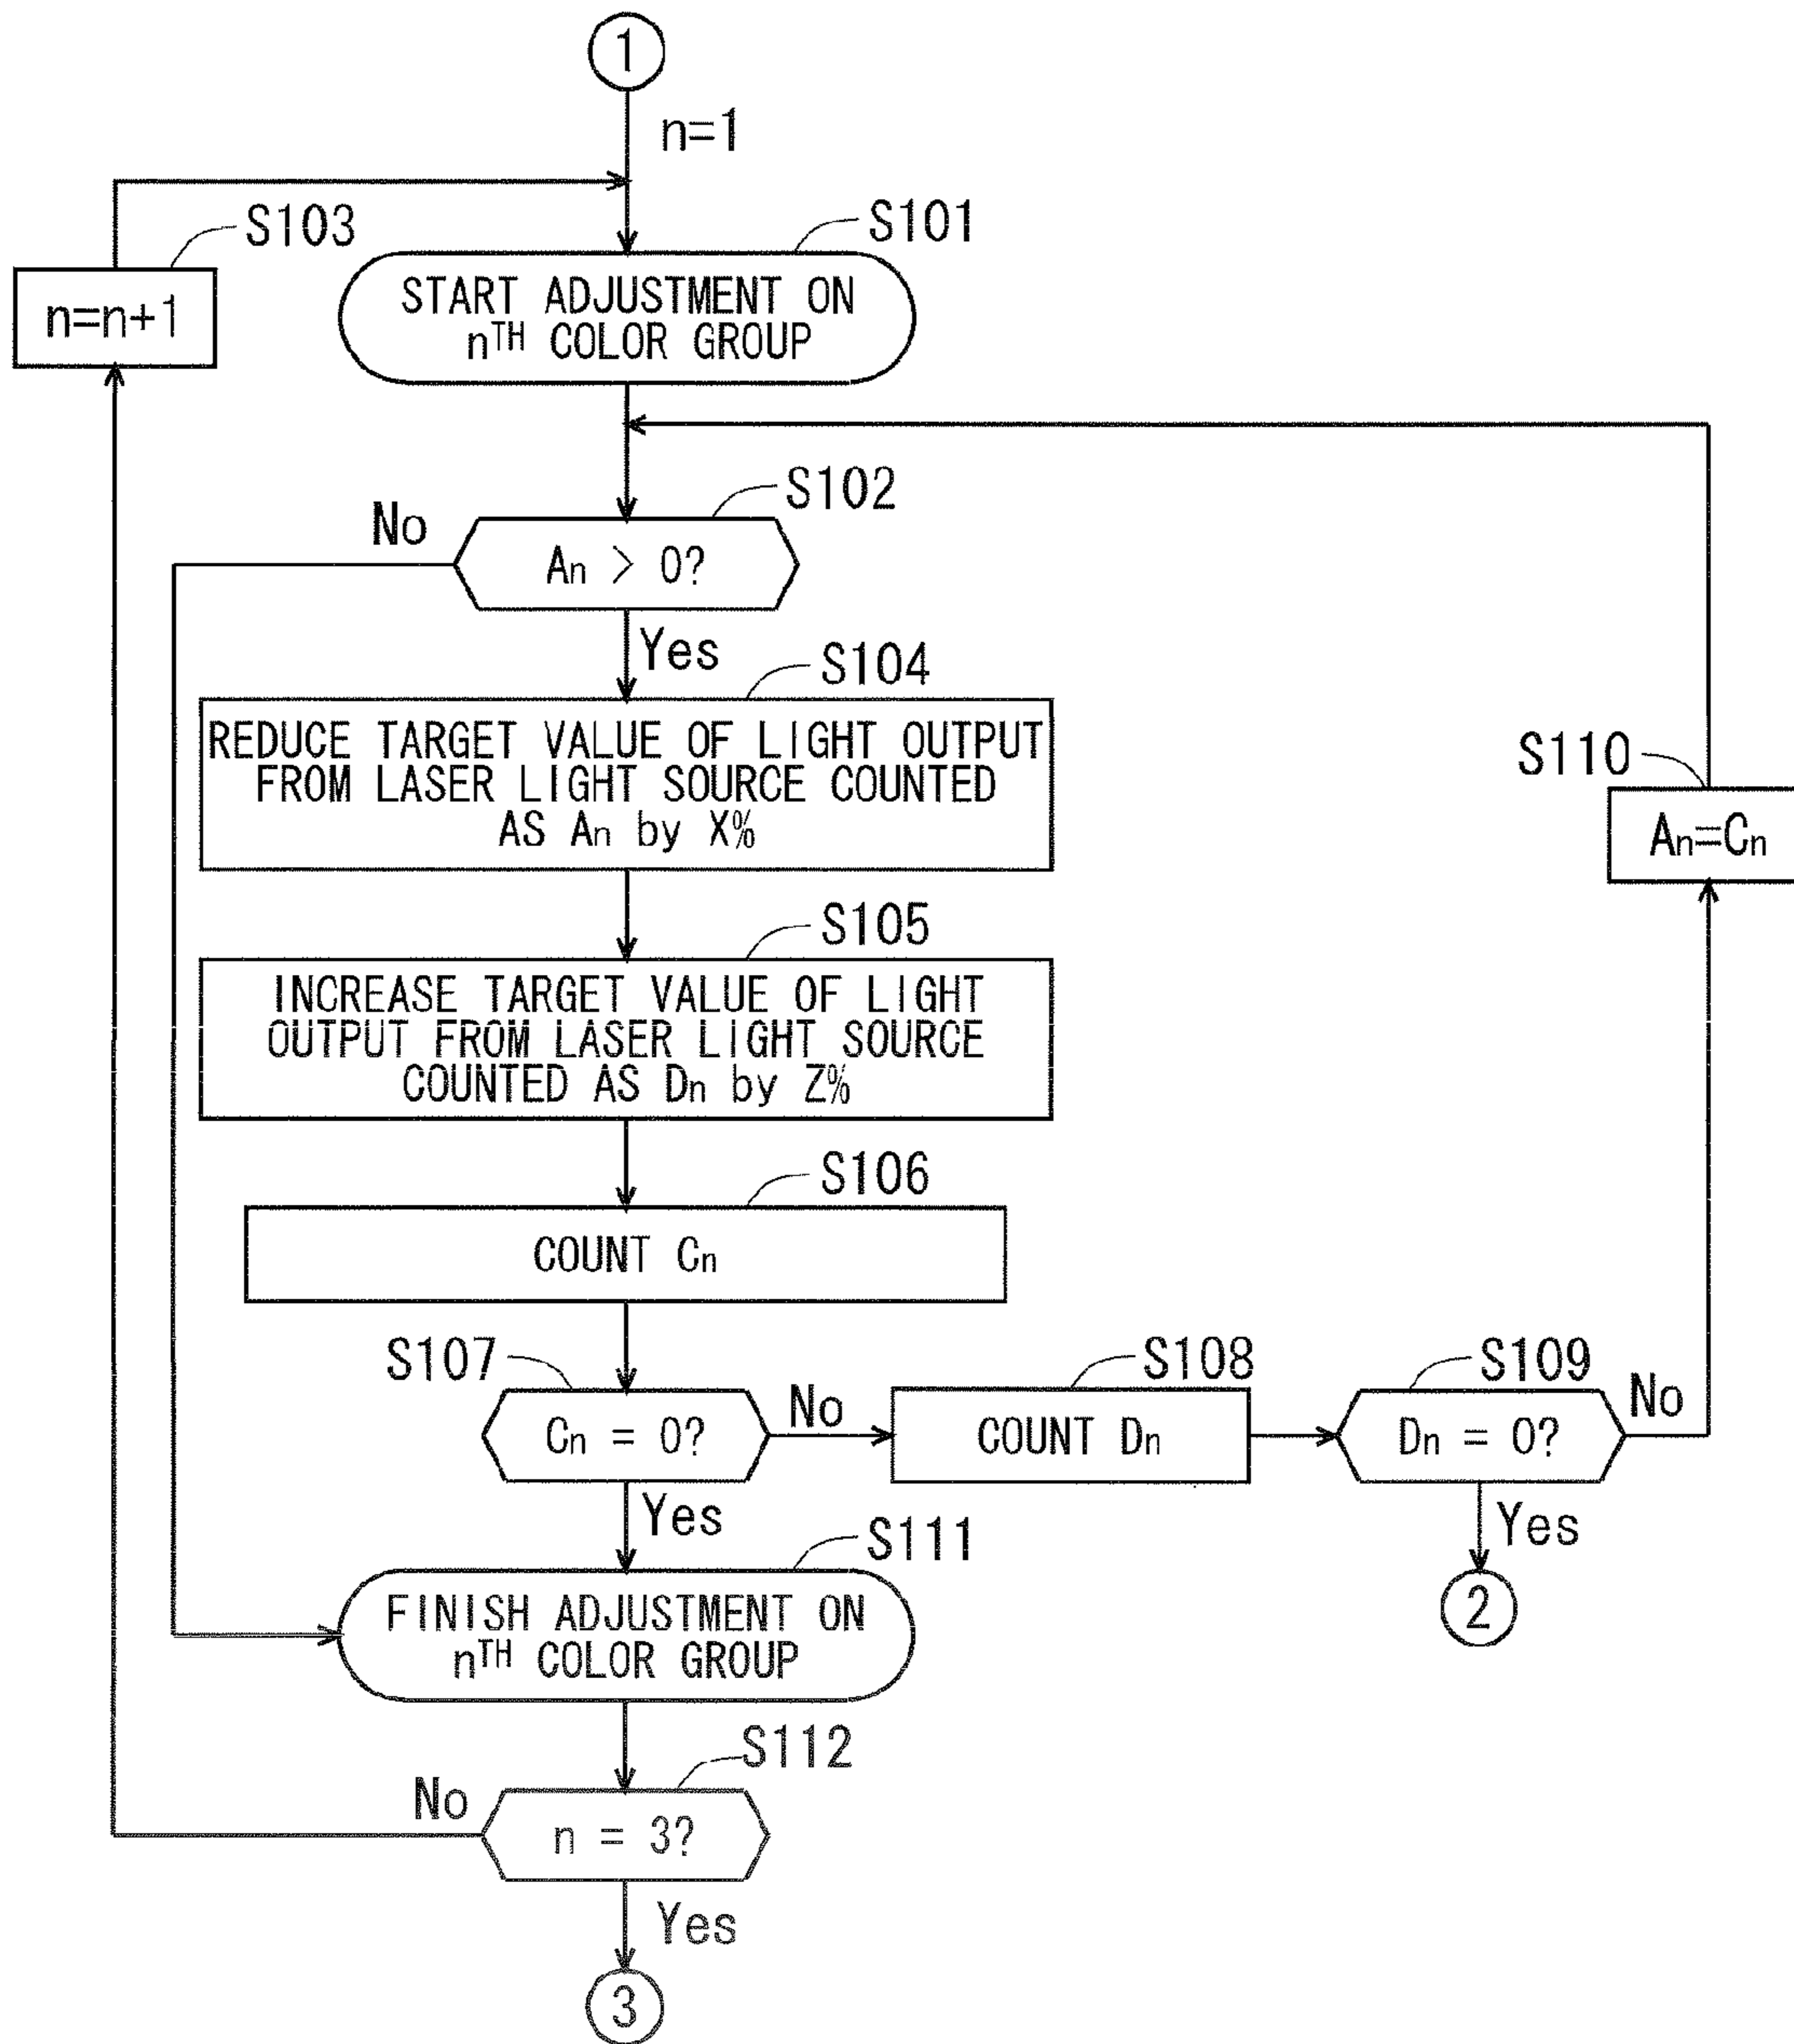 1
n=1
S103
n=n+1
S101
START ADJUSTMENT ON
nTH COLOR GROUP
S102
No
An > 0?
Yes
S104
REDUCE TARGET VALUE OF LIGHT OUTPUT
FROM LASER LIGHT SOURCE COUNTED
AS An by X%
S110
An=Cn
S105
INCREASE TARGET VALUE OF LIGHT
OUTPUT FROM LASER LIGHT SOURCE
COUNTED AS Dn by Z%
S106
COUNT Cn
S107
Cn = 0?
No
S108
COUNT Dn
S109
Dn = 0?
No
Yes
Yes
2
S111
FINISH ADJUSTMENT ON
nTH COLOR GROUP
S112
No
n = 3?
Yes
3